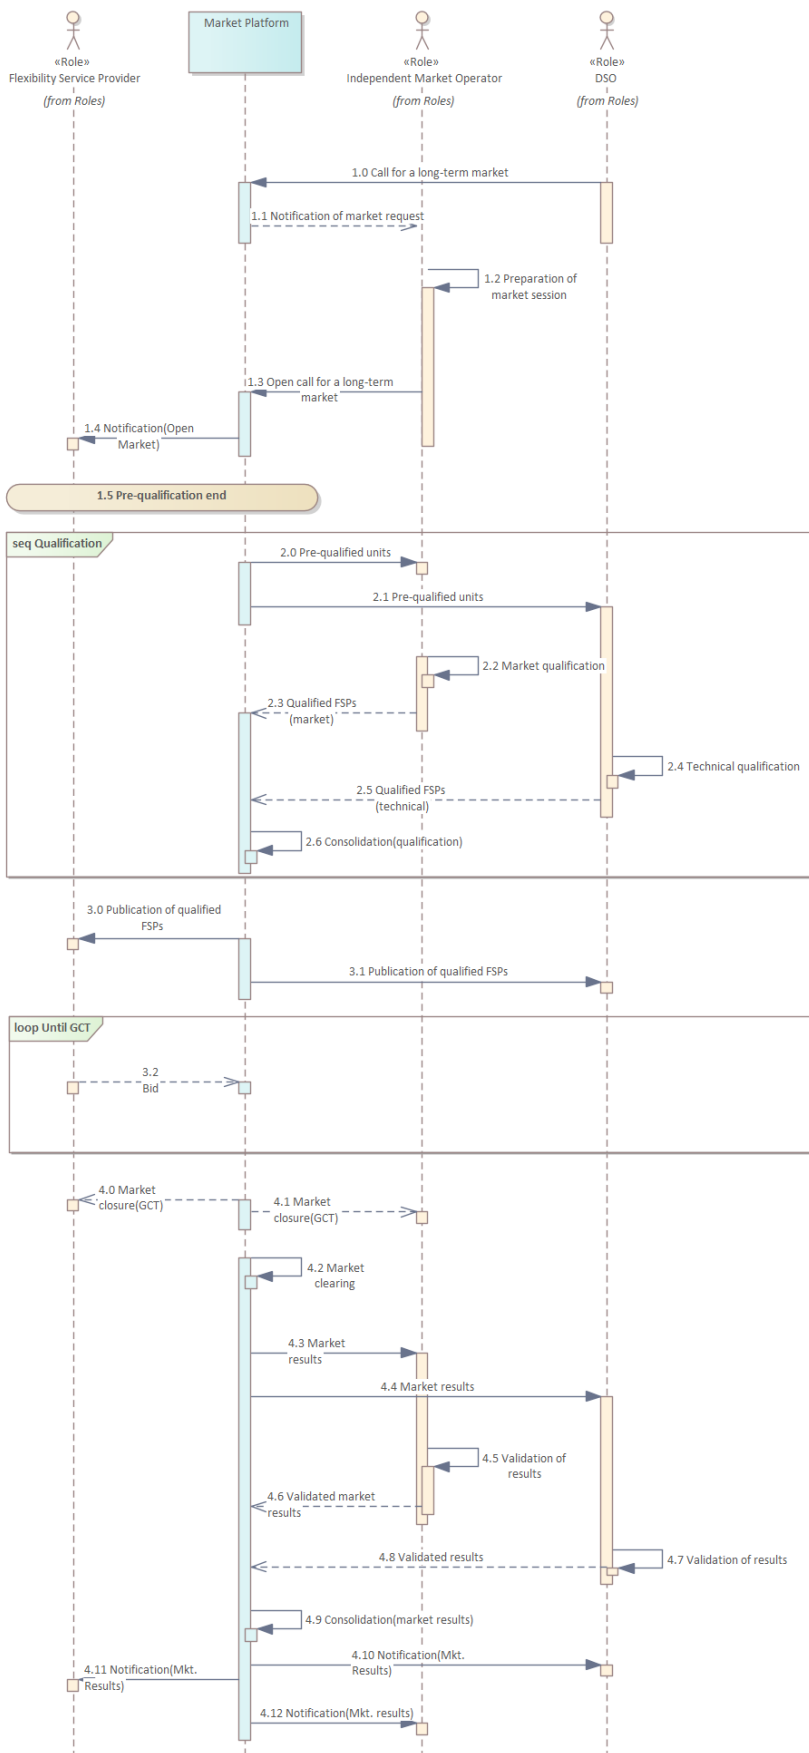 Market Platform
«Role»
Flexibility Service Provider
(from Roles)
«Role»
Independent Market Operator
(from Roles)
«Role»
DSO
(from Roles)
1.0 Call for a long-term market
1.1 Notification of market request
1.2 Preparation of
market session
1.3 Open call for a long-term
market
1.4 Notification(Open
Market)
1.5 Pre-qualification end
seq Qualification
2.0 Pre-qualified units
2.1 Pre-qualified units
2.2 Market qualification
2.3 Qualified FSPs
(market)
2.4 Technical qualification
2.5 Qualified FSPs
(technical)
2.6 Consolidation(qualification)
3.0 Publication of qualified
FSPs
3.1 Publication of qualified FSPs
loop Until GCT
3.2
Bid
4.0 Market
closure(GCT)
4.1 Market
closure(GCT)
4.2 Market
clearing
4.3 Market
results
4.4 Market results
4.5 Validation of
results
4.6 Validated market
results
4.8 Validated results
4.7 Validation of results
4.9 Consolidation(market results)
4.10 Notification(Mkt.
Results)
4.11 Notification(Mkt.
Results)
4.12 Notification(Mkt. results)